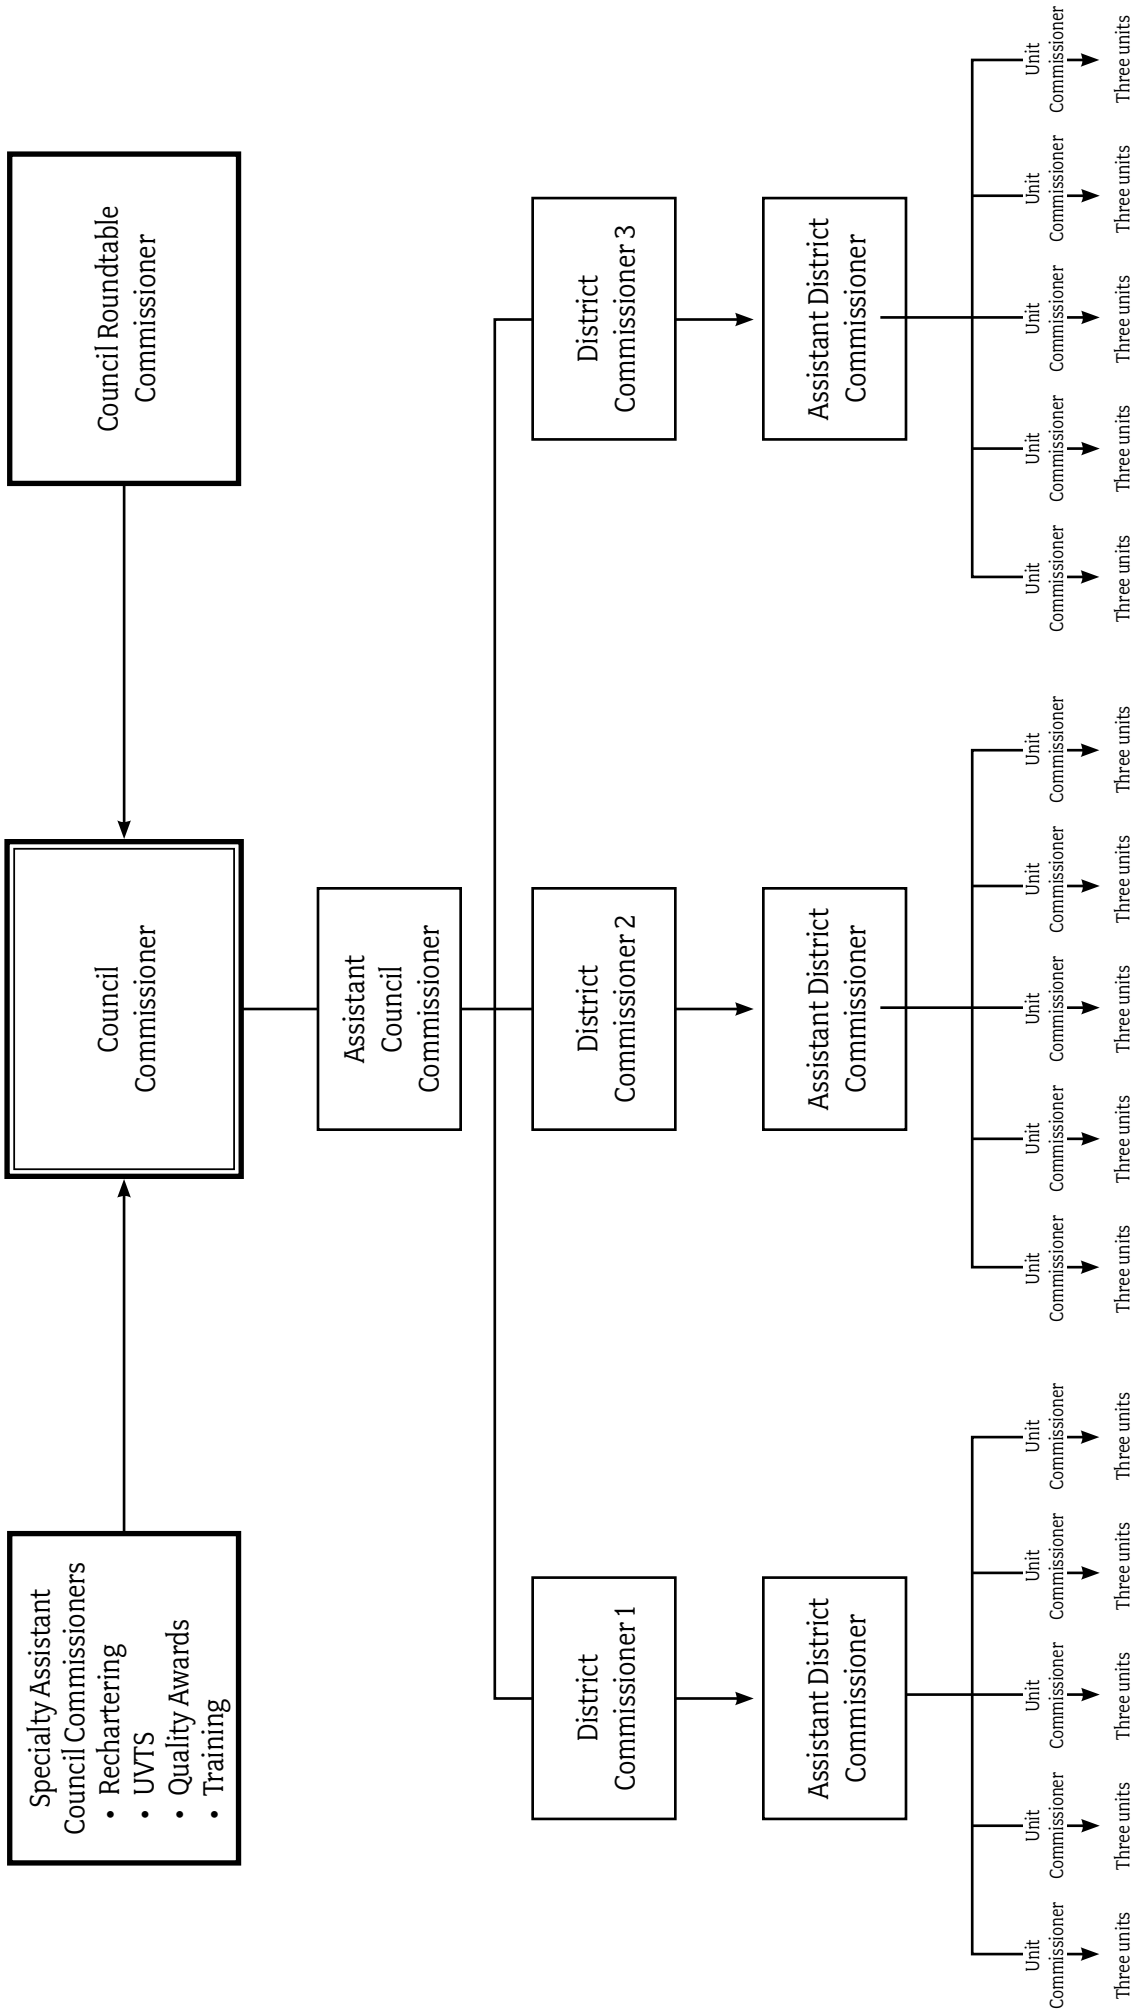 Specialty Assistant
Council Commissioners
• Rechartering
• UVTS
• Quality Awards
• Training
Council
Commissioner
Council Roundtable
Commissioner
Assistant
Council
Commissioner
District
Commissioner 1
District
Commissioner 2
District
Commissioner 3
Assistant District
Commissioner
Assistant District
Commissioner
Assistant District
Commissioner
Unit
Commissioner
Three units
Unit
Commissioner
Three units
Unit
Commissioner
Three units
Unit
Commissioner
Three units
Unit
Commissioner
Three units
Unit
Commissioner
Three units
Unit
Commissioner
Three units
Unit
Commissioner
Three units
Unit
Commissioner
Three units
Unit
Commissioner
Three units
Unit
Commissioner
Three units
Unit
Commissioner
Three units
Unit
Commissioner
Three units
Unit
Commissioner
Three units
Unit
Commissioner
Three units